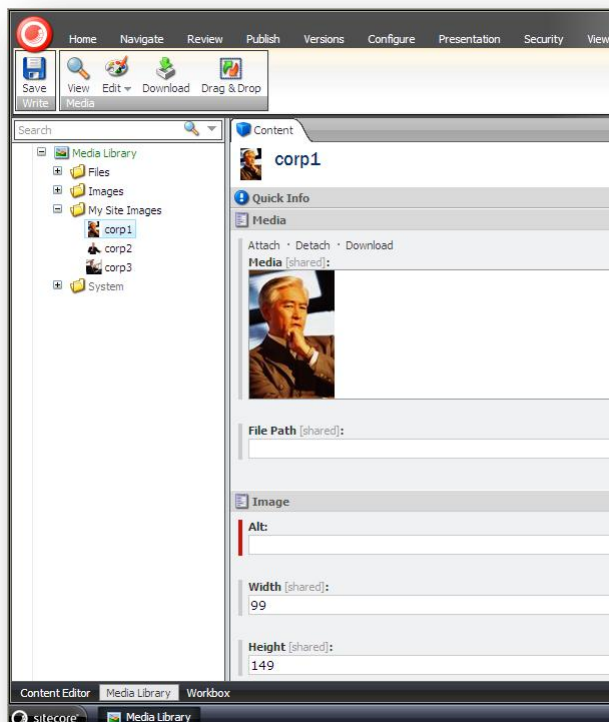 Home Navigate Review Publish Versions Configure Presentation Security View
Save View Edit Download Drag & Drop
Write Media
Search
Content
Media Library
corp1
Files
Images
Quick Info
My Site Images
Media
corp1
Attach · Detach · Download
corp2
Media [shared]:
corp3
System
File Path [shared]:
Image
Alt:
Width [shared]:
99
Height [shared]:
149
Content Editor Media Library Workbox
sitecore Media Library